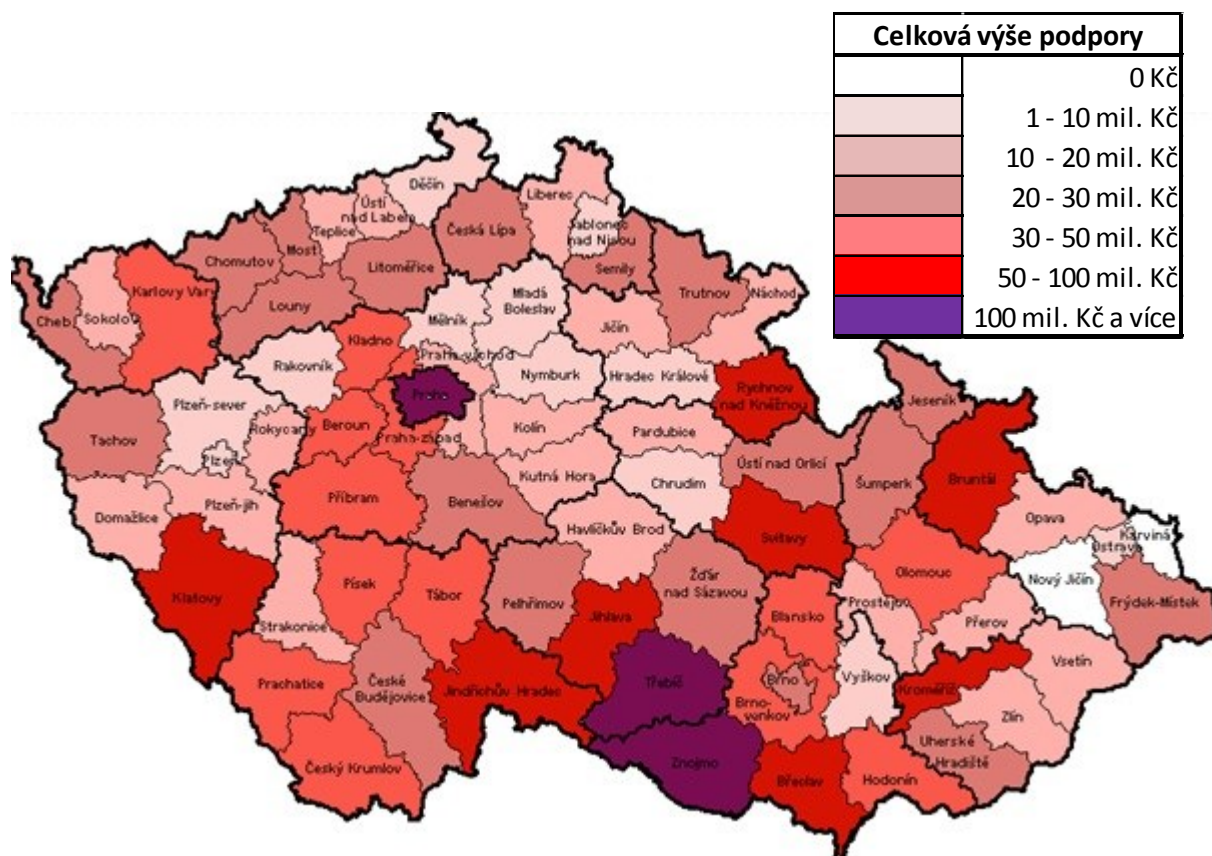 Celková výše podpory
0 Kč
1 - 10 mil. Kč
10 - 20 mil. Kč
20 - 30 mil. Kč
30 - 50 mil. Kč
50 - 100 mil. Kč
100 mil. Kč a více
Děčín
Liberec
Ústí
nad Labem
Teplice
Jablonec
nad Nisou
Česká Lípa
Most
Chomutov
Litoměřice
Semily
Trutnov
Náchod
Karlovy Vary
Sokolov
Cheb
Louny
Mladá
Boleslav
Mělník
Jičín
Kladno
Rakovník
Praha-východ
Nymburk
Hradec Králové
Rychnov
nad Kněžnou
Praha
Plzeň-sever
Jeseník
Rokycany
Beroun
Praha-západ
Kolín
Pardubice
Tachov
Plzeň
Ústí nad Orlicí
Kutná Hora
Chrudim
Šumperk
Bruntál
Příbram
Benešov
Domažlice
Plzeň-jih
Havlíčkův Brod
Opava
Karviná
Ostrava
Svitavy
Olomouc
Nový Jičín
Klatovy
Písek
Tábor
Pelhřimov
Žďár
nad Sázavou
Frýdek-Místek
Jihlava
Blansko
Prostějov
Přerov
Strakonice
Vsetín
Prachatice
České
Budějovice
Jindřichův Hradec
Třebíč
Brno
Vyškov
Kroměříž
Brno-
venkov
Zlín
Uherské
Hradiště
Český Krumlov
Znojmo
Břeclav
Hodonín